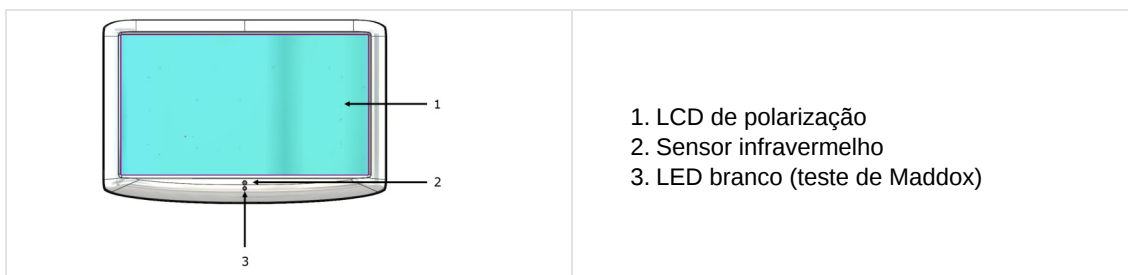 1
2
3
1. LCD de polarização
2. Sensor infravermelho
3. LED branco (teste de Maddox)